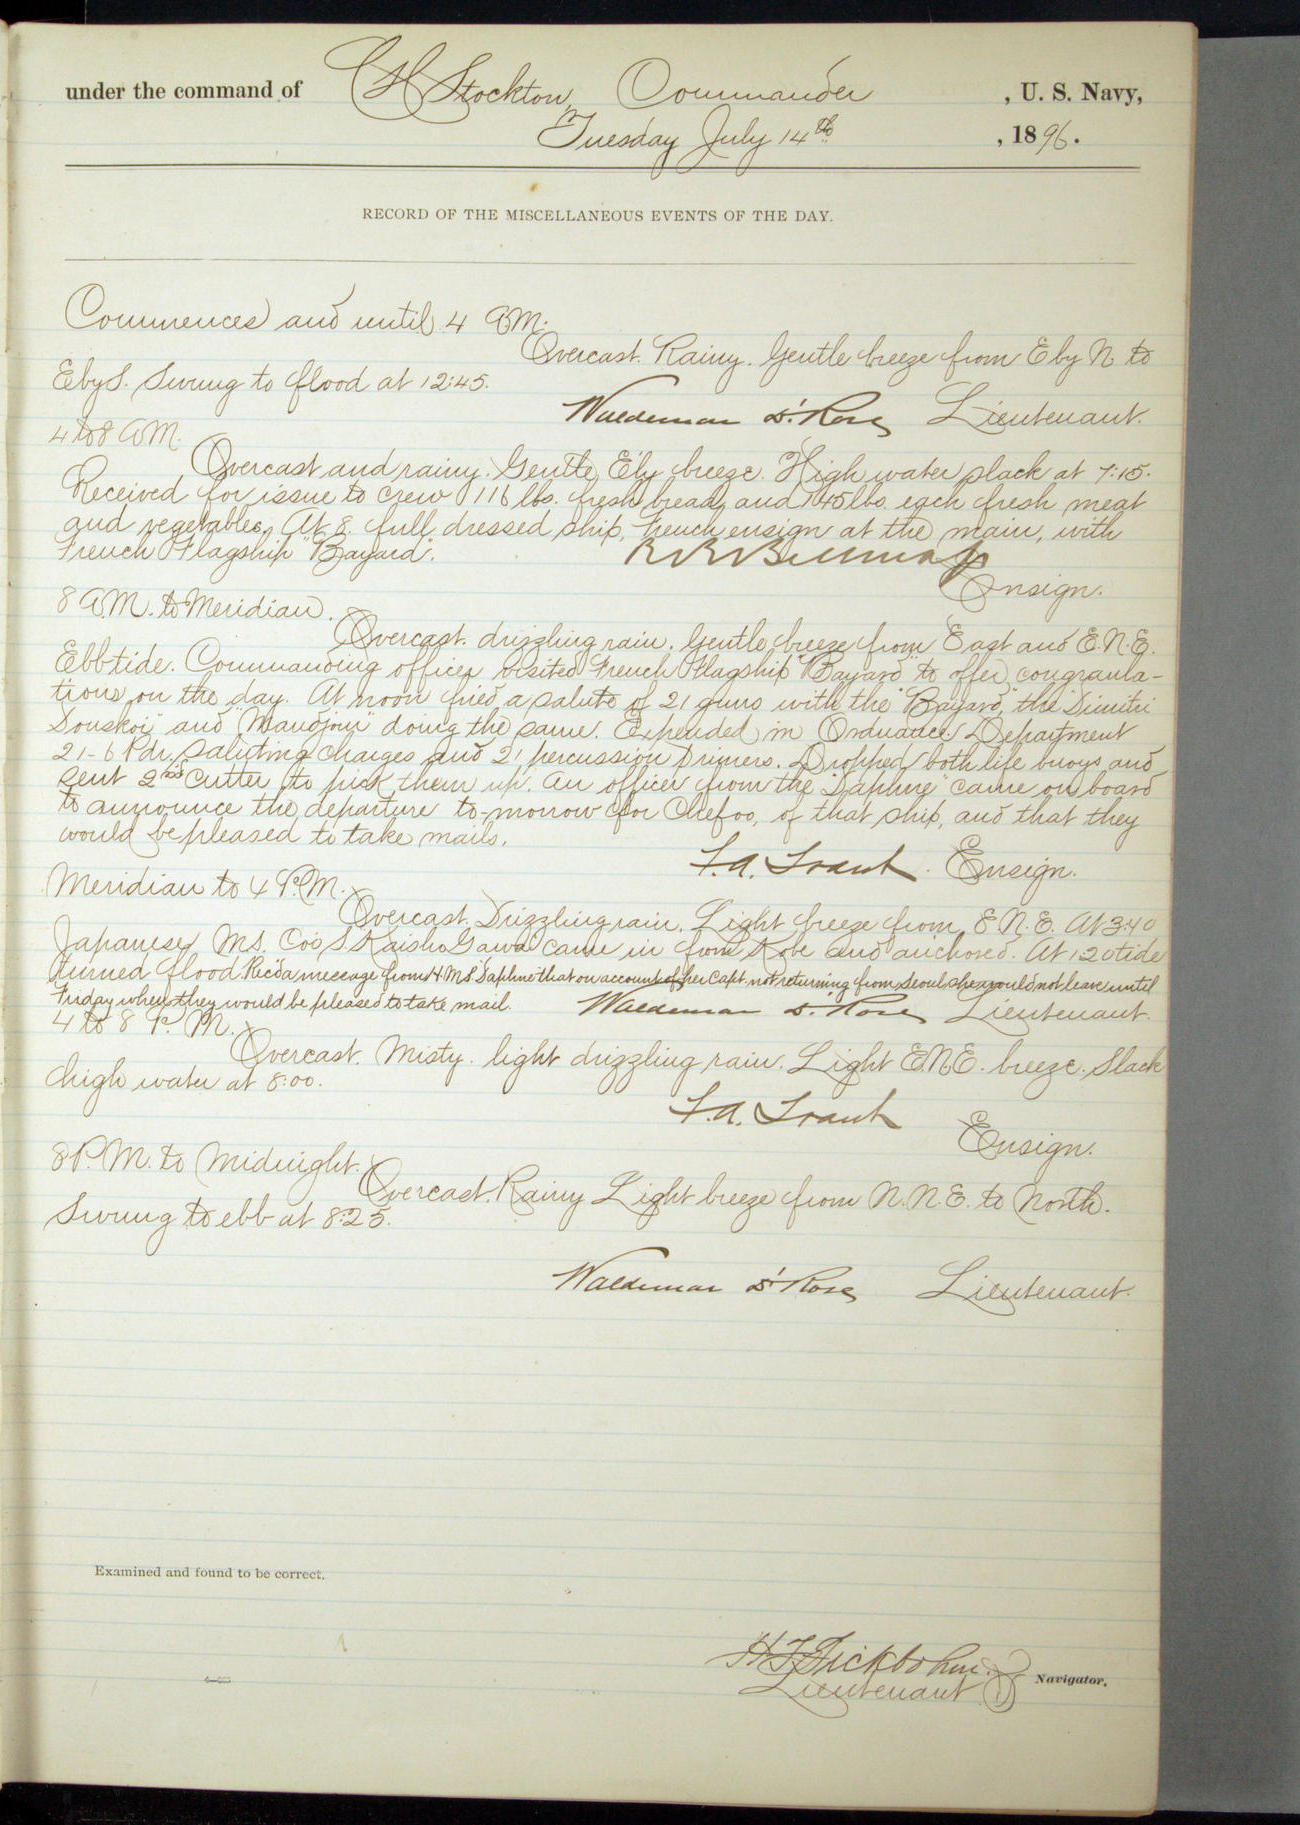 under the command of C H Stockton, Commander , U. S. Navy,
Tuesday July 14th , 1896.
RECORD OF THE MISCELLANEOUS EVENTS OF THE DAY.
Commences and until 4 A.M.
Overcast. Rainy. Gentle breeze from E by N to
E by S. Swung to flood at 12:45.
Waldemar D. Rose Lieutenant.
4 to 8 A.M.
Overcast and rainy. Gentle E'ly breeze. High water slack at 7:15.
Received for issue to crew 116 lbs. fresh bread, and 145 lbs. each fresh meat
and vegetables. At 8 full dressed ship, French ensign at the main, with
French Flagship "Bayard".
Ensign.
8 A.M. to Meridian.
Overcast. drizzling rain. Gentle breeze from East and E.N.E.
Ebb tide. Commanding officer visited French Flagship "Bayard" to offer congratula-
tions on the day. At noon fired a salute of 21 guns with the "Bayard," the "Dimitri
Donskoi" and "Mandjour" doing the same. Expended in Ordnance Department
21-6 Pdr. saluting charges and 21 percussion primers. Dropped both life buoys and
sent 2nd Cutter to pick them up. An officer from the "Daphne" came on board
to announce the departure to-morrow for Chefoo, of that ship, and that they
would be pleased to take mails.
F. A. Traut. Ensign.
Meridian to 4 P.M.
Overcast. Drizzling rain. Light breeze from E.N.E. At 3:40
Japanese M.S. Co's S Kaisho Gawa came in from Kobe and anchored. At 1 20 tide
turned flood. Rec'd a message from H.M.S. Daphne that on account of her Capt. not returning from Seoul she would not leave until
Friday when they would be pleased to take mail. Waldemar D. Rose Lieutenant.
4 to 8 P. M.
Overcast. Misty. light drizzling rain. Light E.N.E. breeze. Slack
high water at 8:00.
F. A. Traut
Ensign.
8 P.M. to Midnight.
Overcast. Rainy Light breeze from N.N.E. to North.
Swung to ebb at 8:25.
Waldemar D. Rose Lieutenant.
Examined and found to be correct.
H F Fickbohm.
Lieutenant Navigator.